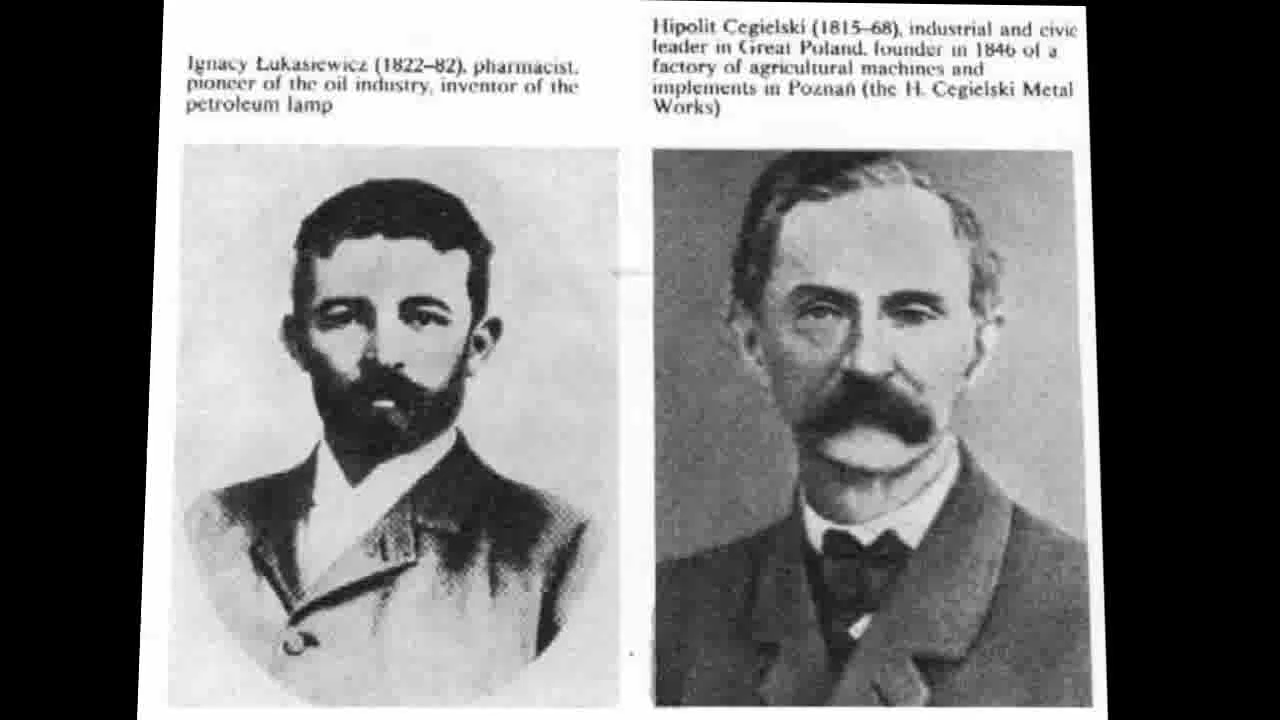 Ignacy Łukasiewicz (1822–82), pharmacist,
pioneer of the oil industry, inventor of the
petroleum lamp
Hipolit Cegielski (1815–68), industrial and civic
leader in Great Poland, founder in 1846 of a
factory of agricultural machines and
implements in Poznań (the H. Cegielski Metal
Works)